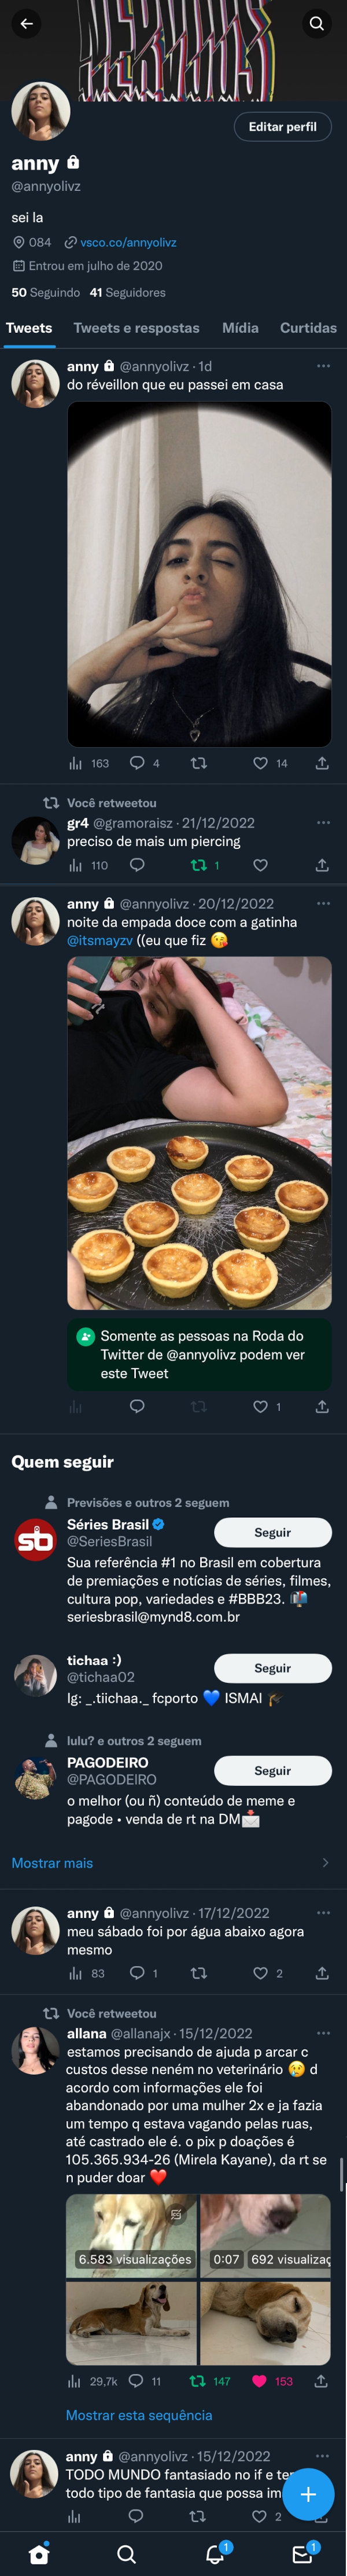 NERVOUS
Editar perfil
anny
@annyolivz
sei la
084 vsco.co/annyolivz
Entrou em julho de 2020
50 Seguindo 41 Seguidores
Tweets Tweets e respostas Mídia Curtidas
anny @annyolivz · 1d
do réveillon que eu passei em casa
163 4 14
Você retweetou
gr4 @gramoraisz · 21/12/2022
preciso de mais um piercing
110 1
anny @annyolivz · 20/12/2022
noite da empada doce com a gatinha
@itsmayzv ((eu que fiz 😘
Somente as pessoas na Roda do
Twitter de @annyolivz podem ver
este Tweet
1
Quem seguir
Previsões e outros 2 seguem
Séries Brasil
@SeriesBrasil
Seguir
sb
Sua referência #1 no Brasil em cobertura
de premiações e notícias de séries, filmes,
cultura pop, variedades e #BBB23. 📬
seriesbrasil@mynd8.com.br
tichaa :)
@tichaa02
Seguir
Ig: _.tiichaa._ fcporto 💙 ISMAI 🎓
lulu? e outros 2 seguem
PAGODEIRO
@PAGODEIRO
Seguir
o melhor (ou ñ) conteúdo de meme e
pagode • venda de rt na DM📩
Mostrar mais
anny @annyolivz · 17/12/2022
meu sábado foi por água abaixo agora
mesmo
83 1 2
Você retweetou
allana @allanajx · 15/12/2022
estamos precisando de ajuda p arcar c
custos desse neném no veterinário 😢 d
acordo com informações ele foi
abandonado por uma mulher 2x e ja fazia
um tempo q estava vagando pelas ruas,
até castrado ele é. o pix p doações é
105.365.934-26 (Mirela Kayane), da rt se
n puder doar ❤️
6.583 visualizações 0:07 692 visualizaç
29,7k 11 147 153
Mostrar esta sequência
anny @annyolivz · 15/12/2022
TODO MUNDO fantasiado no if e ter
todo tipo de fantasia que possa im
2
1 1